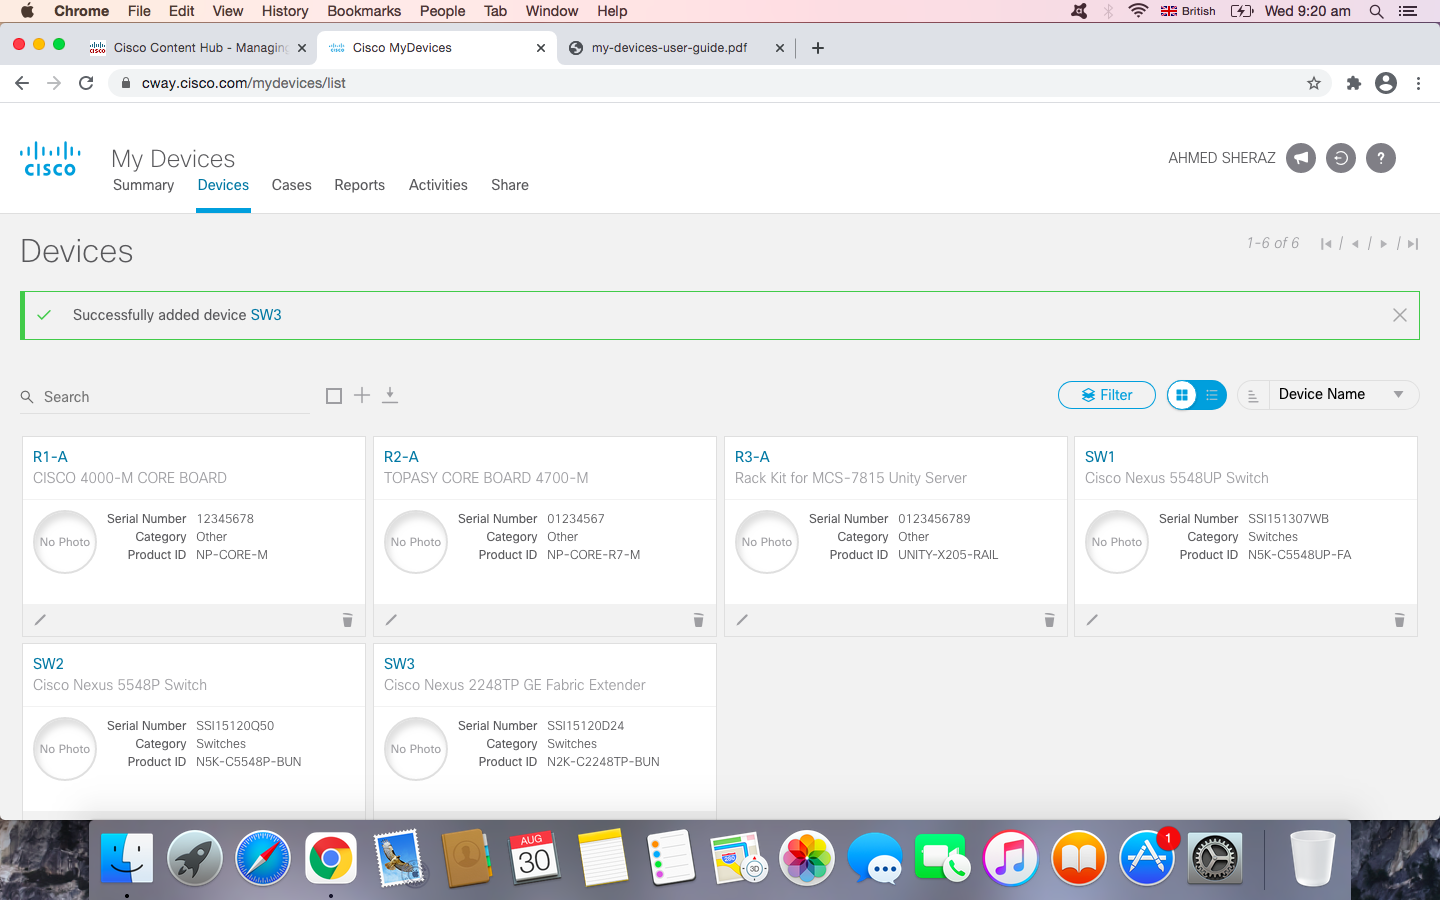 Chrome File Edit View History Bookmarks People Tab Window Help British Wed 9:20 am
Cisco Content Hub - Managing Cisco MyDevices my-devices-user-guide.pdf
cway.cisco.com/mydevices/list
CISCO My Devices AHMED SHERAZ ?
Summary Devices Cases Reports Activities Share
Devices 1-6 of 6
Successfully added device SW3
Search Filter Device Name
R1-A
CISCO 4000-M CORE BOARD
No Photo
Serial Number 12345678
Category Other
Product ID NP-CORE-M
R2-A
TOPASY CORE BOARD 4700-M
No Photo
Serial Number 01234567
Category Other
Product ID NP-CORE-R7-M
R3-A
Rack Kit for MCS-7815 Unity Server
No Photo
Serial Number 0123456789
Category Other
Product ID UNITY-X205-RAIL
SW1
Cisco Nexus 5548UP Switch
No Photo
Serial Number SSI151307WB
Category Switches
Product ID N5K-C5548UP-FA
SW2
Cisco Nexus 5548P Switch
No Photo
Serial Number SSI15120Q50
Category Switches
Product ID N5K-C5548P-BUN
SW3
Cisco Nexus 2248TP GE Fabric Extender
No Photo
Serial Number SSI15120D24
Category Switches
Product ID N2K-C2248TP-BUN
AUG
30
280
3D
1